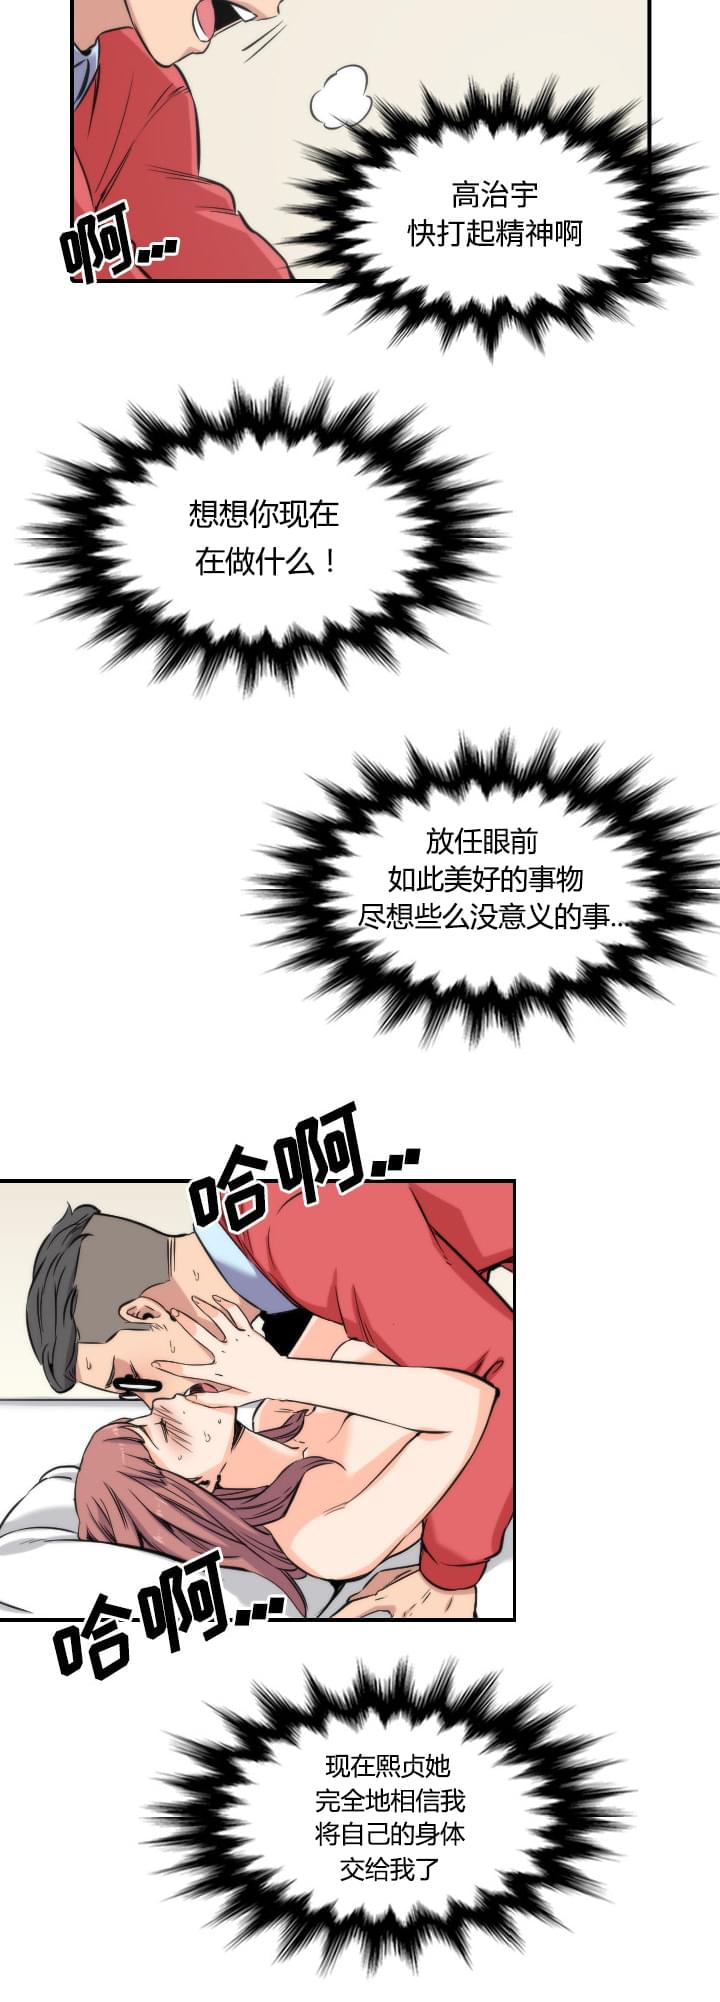 啊...
高治宇
快打起精神啊
想想你现在
在做什么！
放任眼前
如此美好的事物
尽想些么没意义的事...
哈啊...
哈啊...
现在熙贞她
完全地相信我
将自己的身体
交给我了